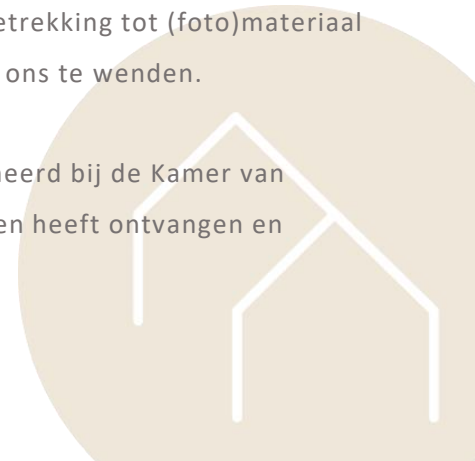 etrekking tot (foto)materiaal
ons te wenden.
eerd bij de Kamer van
en heeft ontvangen en